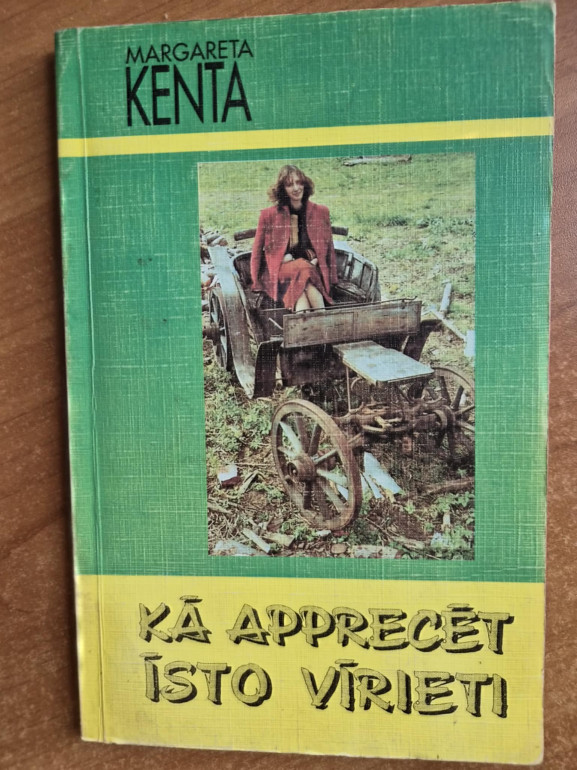 MARGARETA
KENTA
KĀ APPRECĒT
ĪSTO VĪRIETI